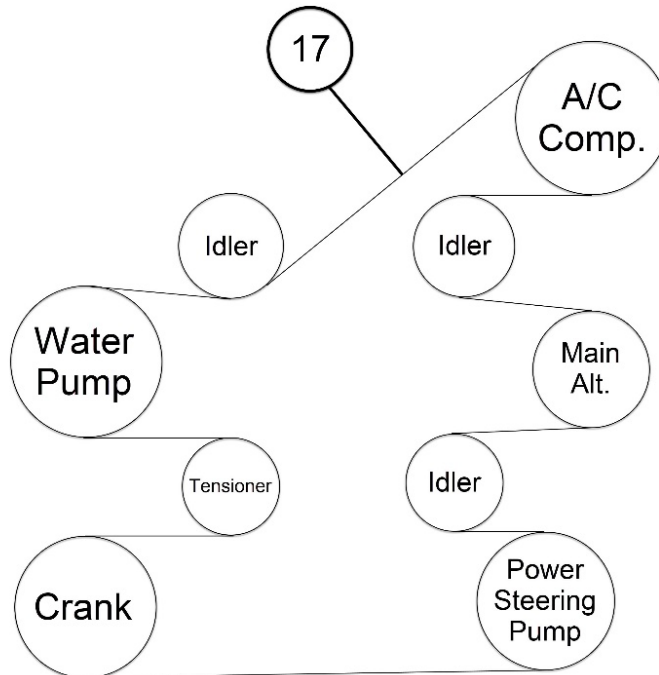 17
A/C
Comp.
Idler
Idler
Water
Pump
Main
Alt.
Tensioner
Idler
Crank
Power
Steering
Pump